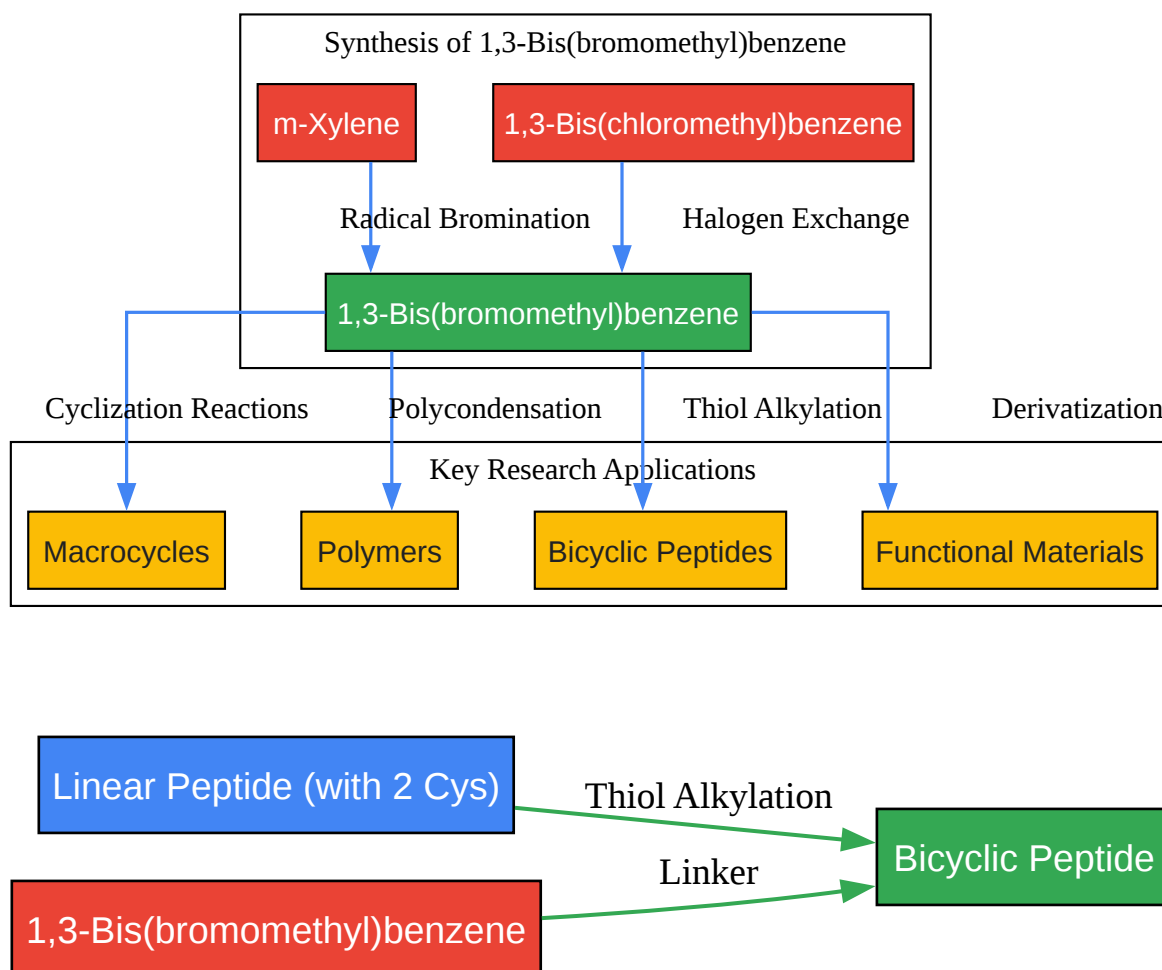 Synthesis of 1,3-Bis(bromomethyl)benzene
m-Xylene
1,3-Bis(chloromethyl)benzene
Radical Bromination
Halogen Exchange
1,3-Bis(bromomethyl)benzene
Cyclization Reactions
Polycondensation
Thiol Alkylation
Derivatization
Key Research Applications
Macrocycles
Polymers
Bicyclic Peptides
Functional Materials
Linear Peptide (with 2 Cys)
Thiol Alkylation
Bicyclic Peptide
Linker
1,3-Bis(bromomethyl)benzene